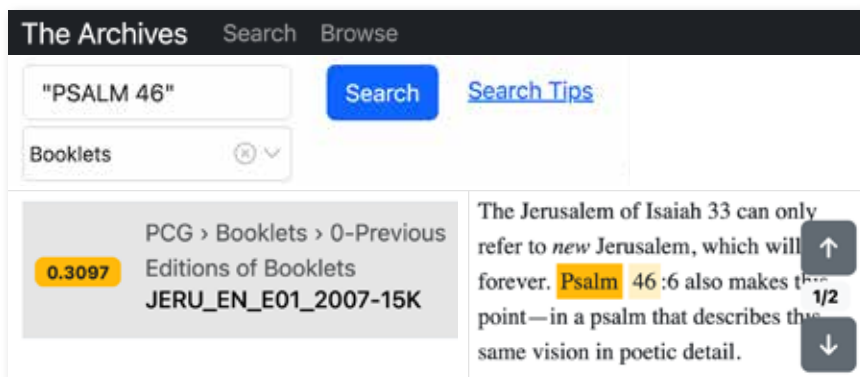 The Archives Search Browse
"PSALM 46" Search Search Tips
Booklets
0.3097
PCG › Booklets › 0-Previous
Editions of Booklets
JERU_EN_E01_2007-15K
The Jerusalem of Isaiah 33 can only
refer to new Jerusalem, which will
forever. Psalm 46:6 also makes this
point—in a psalm that describes this
same vision in poetic detail.
1/2